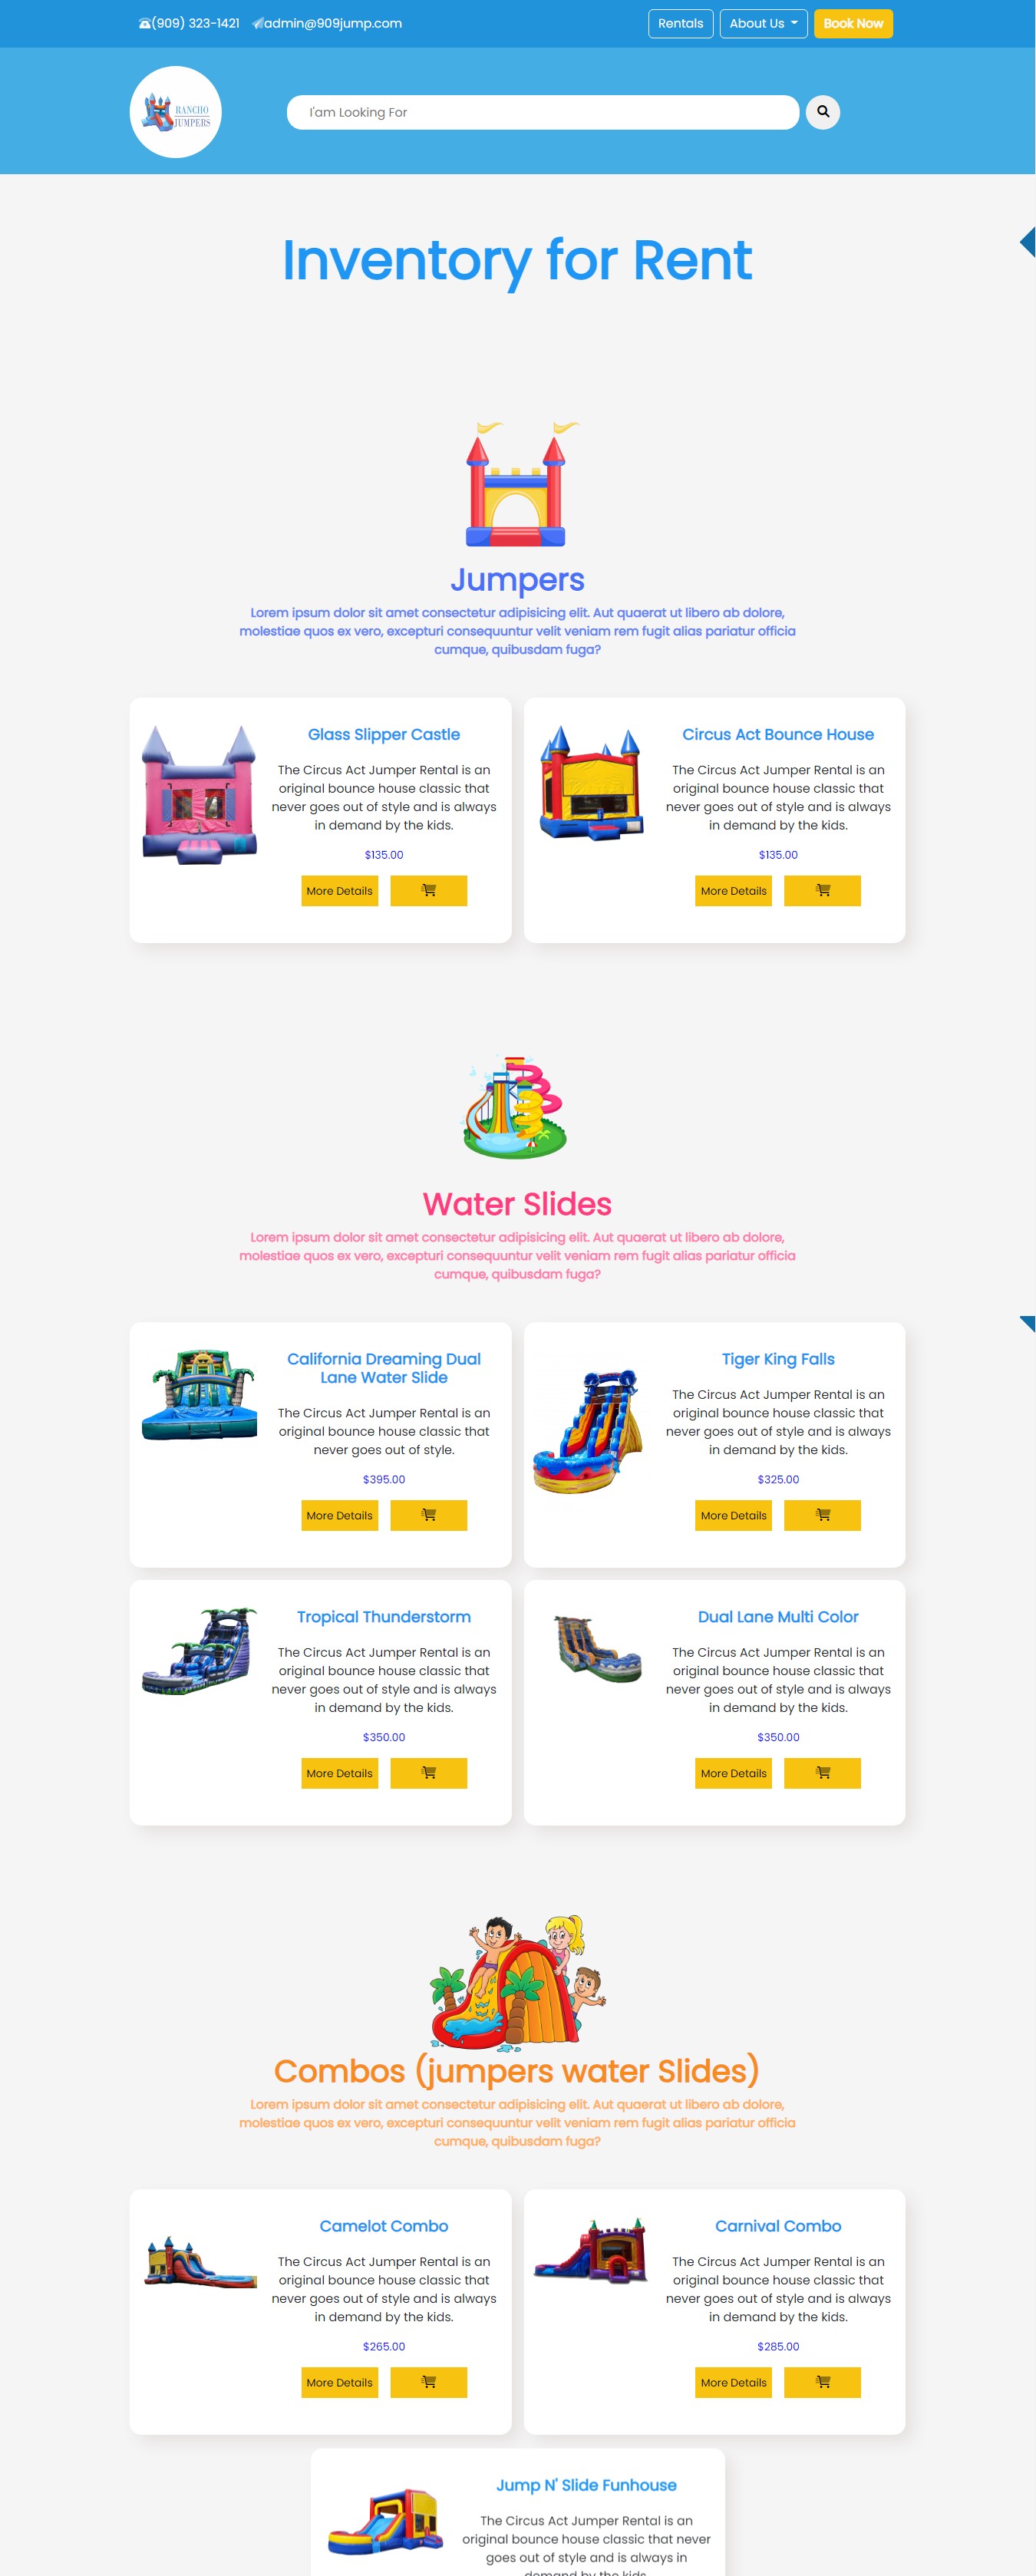 (909) 323-1421 admin@909jump.com Rentals About Us Book Now
RANCHO
JUMPERS
I'am Looking For
Inventory for Rent
Jumpers
Lorem ipsum dolor sit amet consectetur adipisicing elit. Aut quaerat ut libero ab dolore,
molestiae quos ex vero, excepturi consequuntur velit veniam rem fugit alias pariatur officia
cumque, quibusdam fuga?
Glass Slipper Castle
The Circus Act Jumper Rental is an
original bounce house classic that
never goes out of style and is always
in demand by the kids.
$135.00
More Details
Circus Act Bounce House
The Circus Act Jumper Rental is an
original bounce house classic that
never goes out of style and is always
in demand by the kids.
$135.00
More Details
Water Slides
Lorem ipsum dolor sit amet consectetur adipisicing elit. Aut quaerat ut libero ab dolore,
molestiae quos ex vero, excepturi consequuntur velit veniam rem fugit alias pariatur officia
cumque, quibusdam fuga?
California Dreaming Dual
Lane Water Slide
The Circus Act Jumper Rental is an
original bounce house classic that
never goes out of style.
$395.00
More Details
Tiger King Falls
The Circus Act Jumper Rental is an
original bounce house classic that
never goes out of style and is always
in demand by the kids.
$325.00
More Details
Tropical Thunderstorm
The Circus Act Jumper Rental is an
original bounce house classic that
never goes out of style and is always
in demand by the kids.
$350.00
More Details
Dual Lane Multi Color
The Circus Act Jumper Rental is an
original bounce house classic that
never goes out of style and is always
in demand by the kids.
$350.00
More Details
Combos (jumpers water Slides)
Lorem ipsum dolor sit amet consectetur adipisicing elit. Aut quaerat ut libero ab dolore,
molestiae quos ex vero, excepturi consequuntur velit veniam rem fugit alias pariatur officia
cumque, quibusdam fuga?
Camelot Combo
The Circus Act Jumper Rental is an
original bounce house classic that
never goes out of style and is always
in demand by the kids.
$265.00
More Details
Carnival Combo
The Circus Act Jumper Rental is an
original bounce house classic that
never goes out of style and is always
in demand by the kids.
$285.00
More Details
Jump N' Slide Funhouse
The Circus Act Jumper Rental is an
original bounce house classic that never
goes out of style and is always in
demand by the kids.